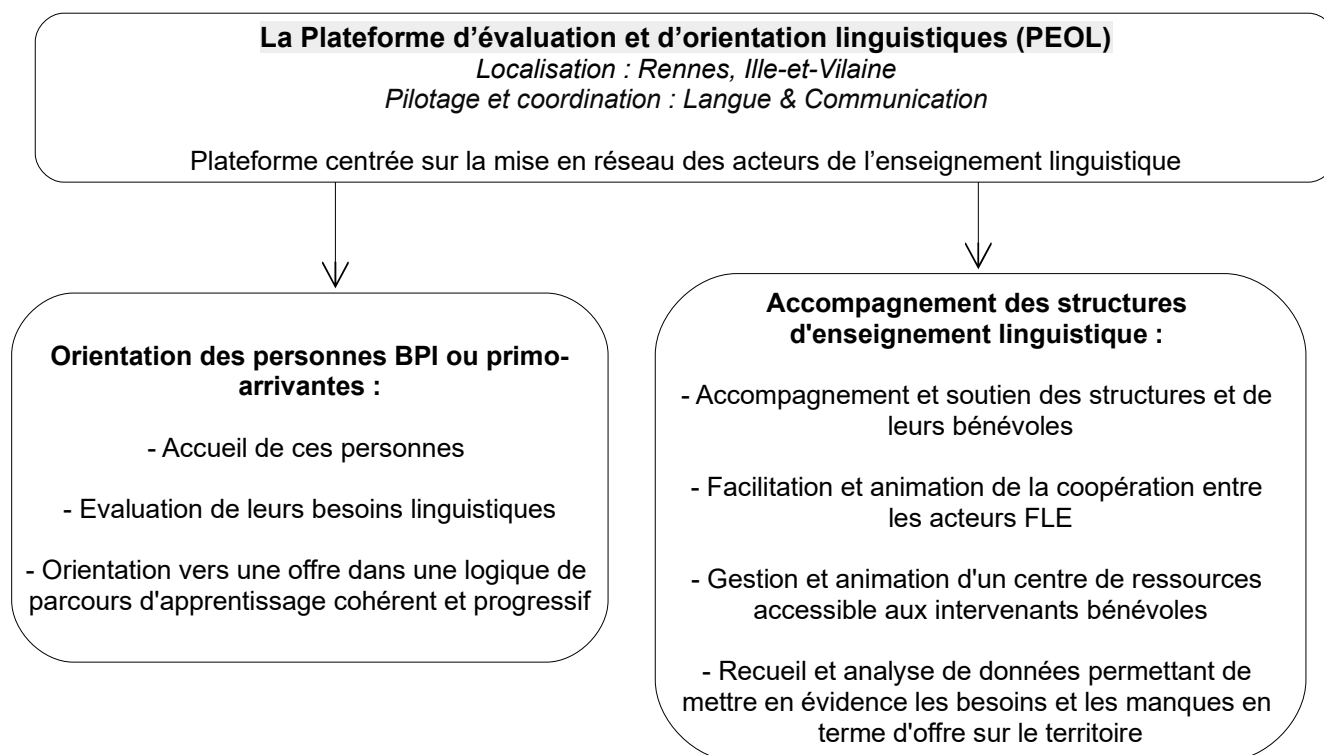 La Plateforme d’évaluation et d’orientation linguistiques (PEOL)
Localisation : Rennes, Ille-et-Vilaine
Pilotage et coordination : Langue & Communication
Plateforme centrée sur la mise en réseau des acteurs de l’enseignement linguistique
Orientation des personnes BPI ou primo-
arrivantes :
- Accueil de ces personnes
- Evaluation de leurs besoins linguistiques
- Orientation vers une offre dans une logique de
parcours d'apprentissage cohérent et progressif
Accompagnement des structures
d'enseignement linguistique :
- Accompagnement et soutien des structures et de
leurs bénévoles
- Facilitation et animation de la coopération entre
les acteurs FLE
- Gestion et animation d'un centre de ressources
accessible aux intervenants bénévoles
- Recueil et analyse de données permettant de
mettre en évidence les besoins et les manques en
terme d'offre sur le territoire